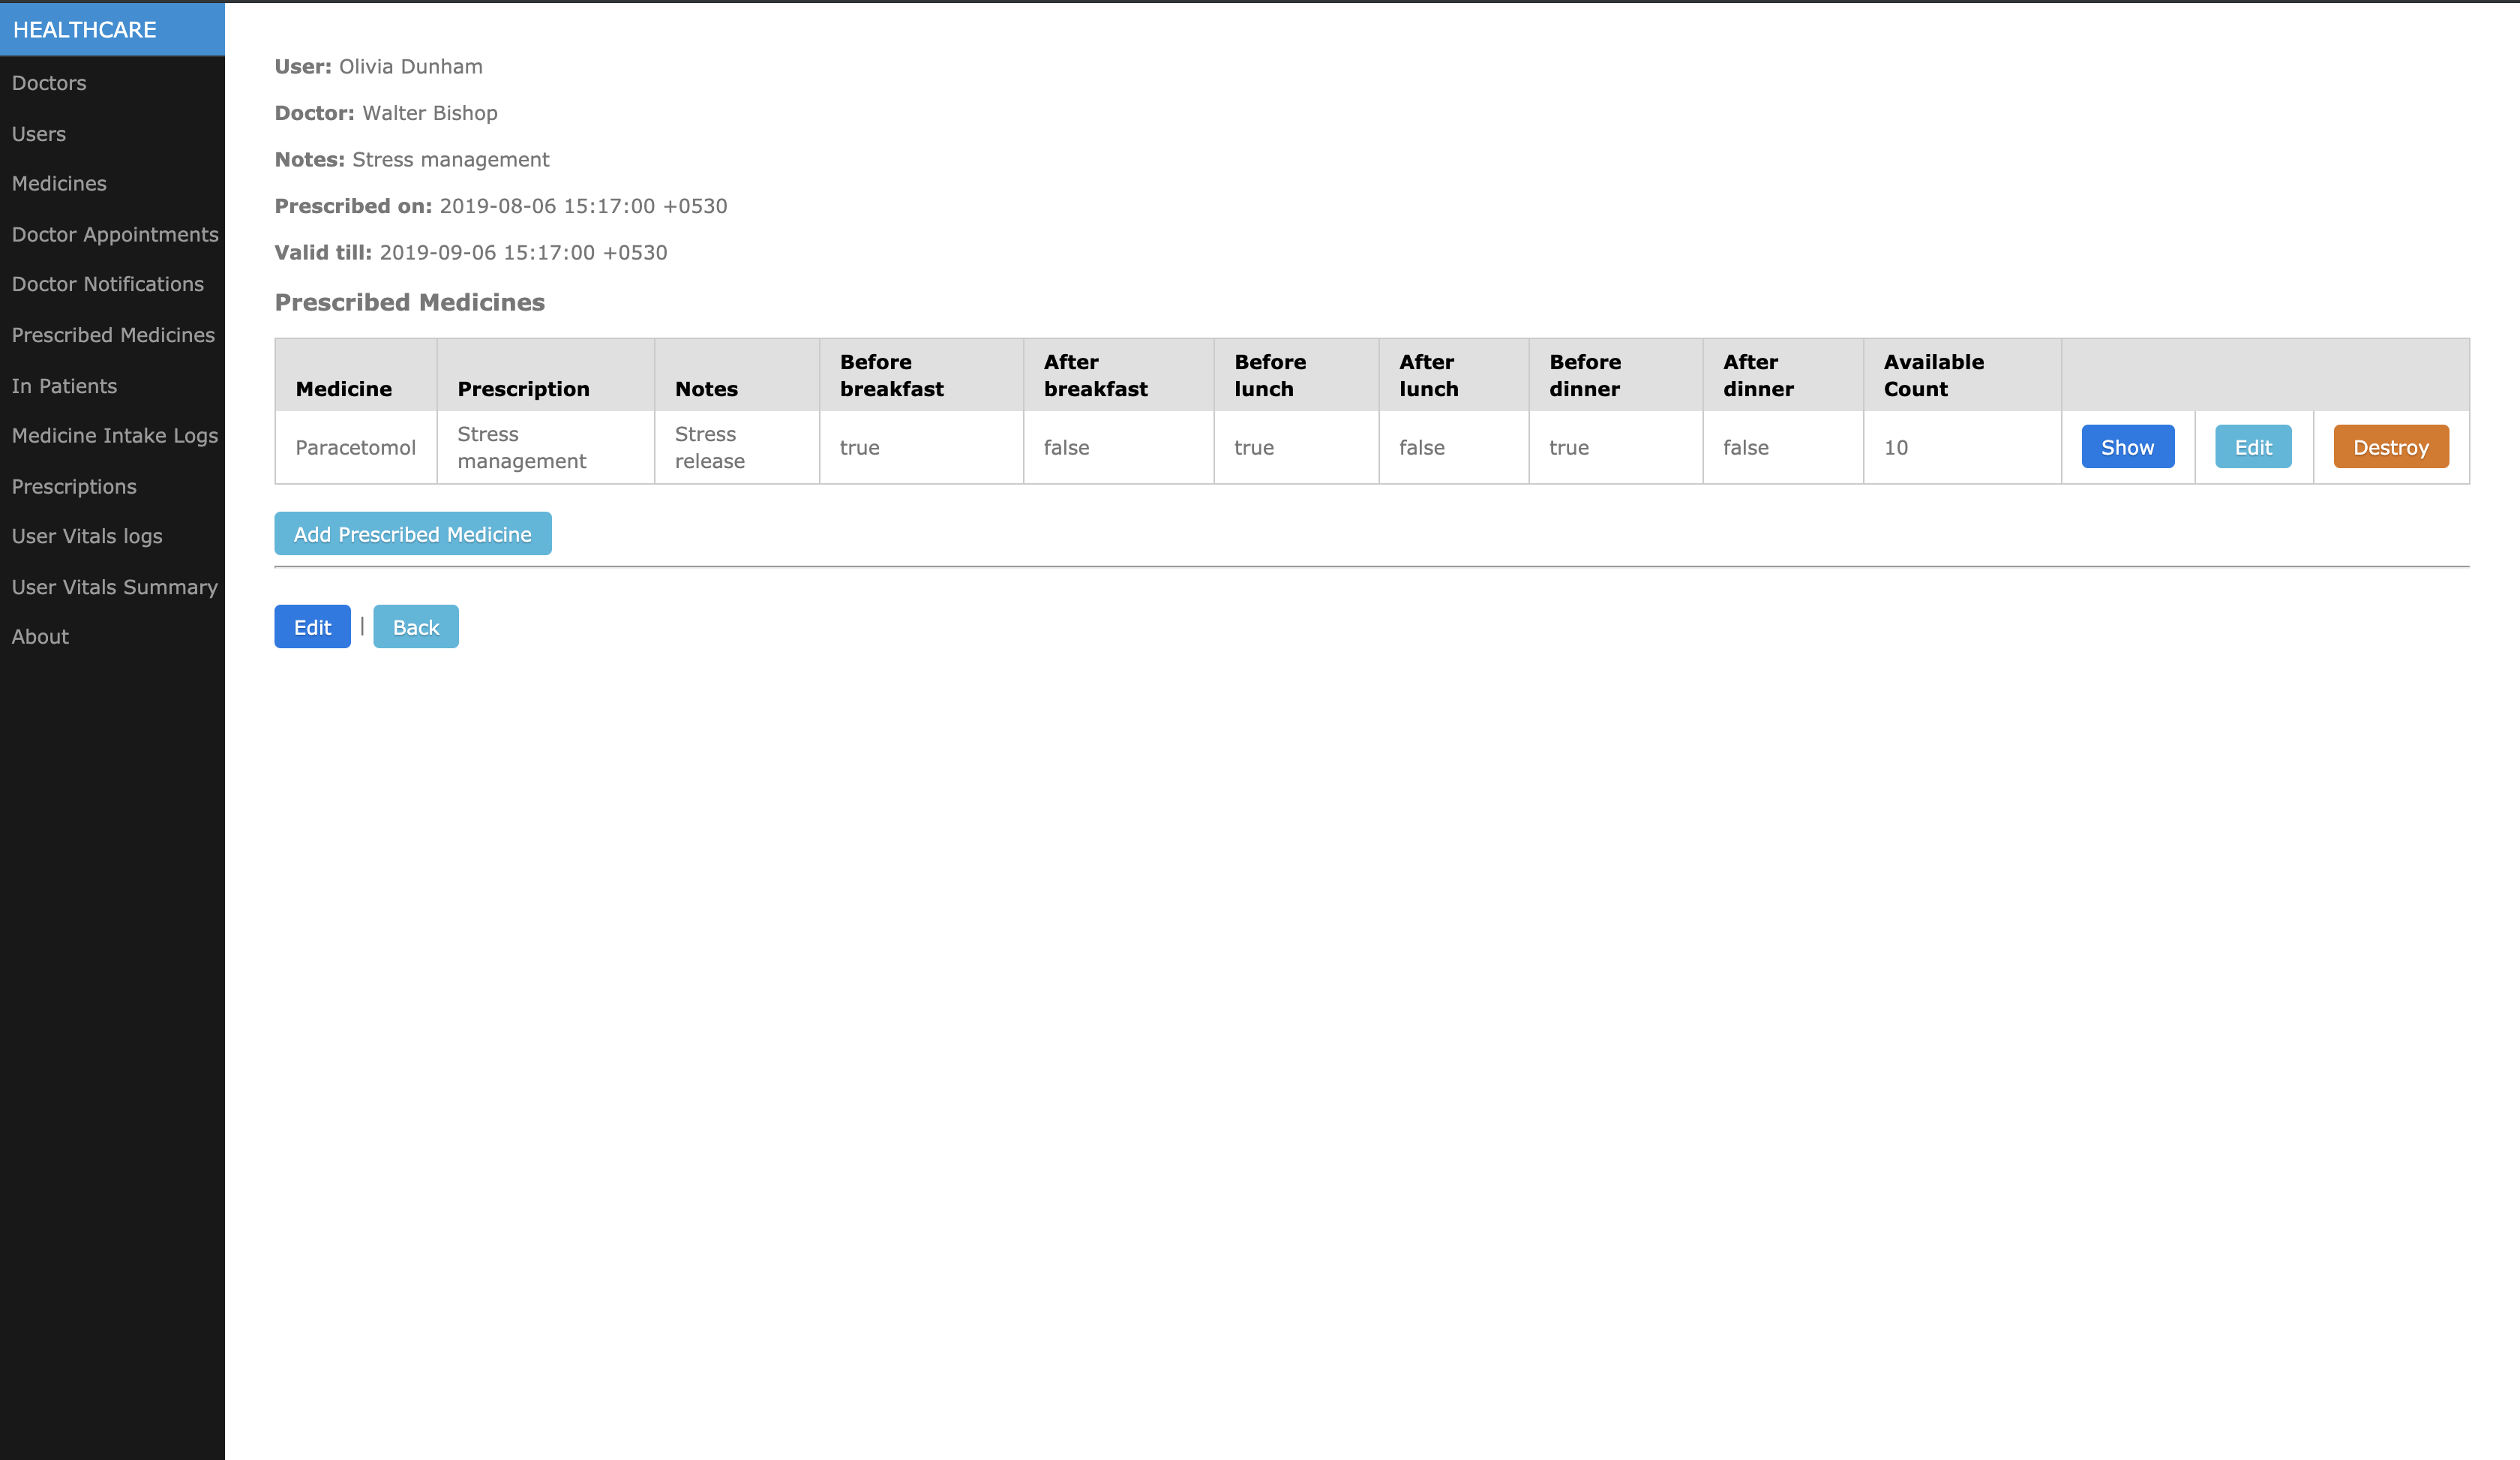 HEALTHCARE
Doctors
Users
Medicines
Doctor Appointments
Doctor Notifications
Prescribed Medicines
In Patients
Medicine Intake Logs
Prescriptions
User Vitals logs
User Vitals Summary
About
User: Olivia Dunham
Doctor: Walter Bishop
Notes: Stress management
Prescribed on: 2019-08-06 15:17:00 +0530
Valid till: 2019-09-06 15:17:00 +0530
Prescribed Medicines
Medicine Prescription Notes Before breakfast After breakfast Before lunch After lunch Before dinner After dinner Available Count
Paracetomol Stress management Stress release true false true false true false 10 Show Edit Destroy
Add Prescribed Medicine
Edit | Back